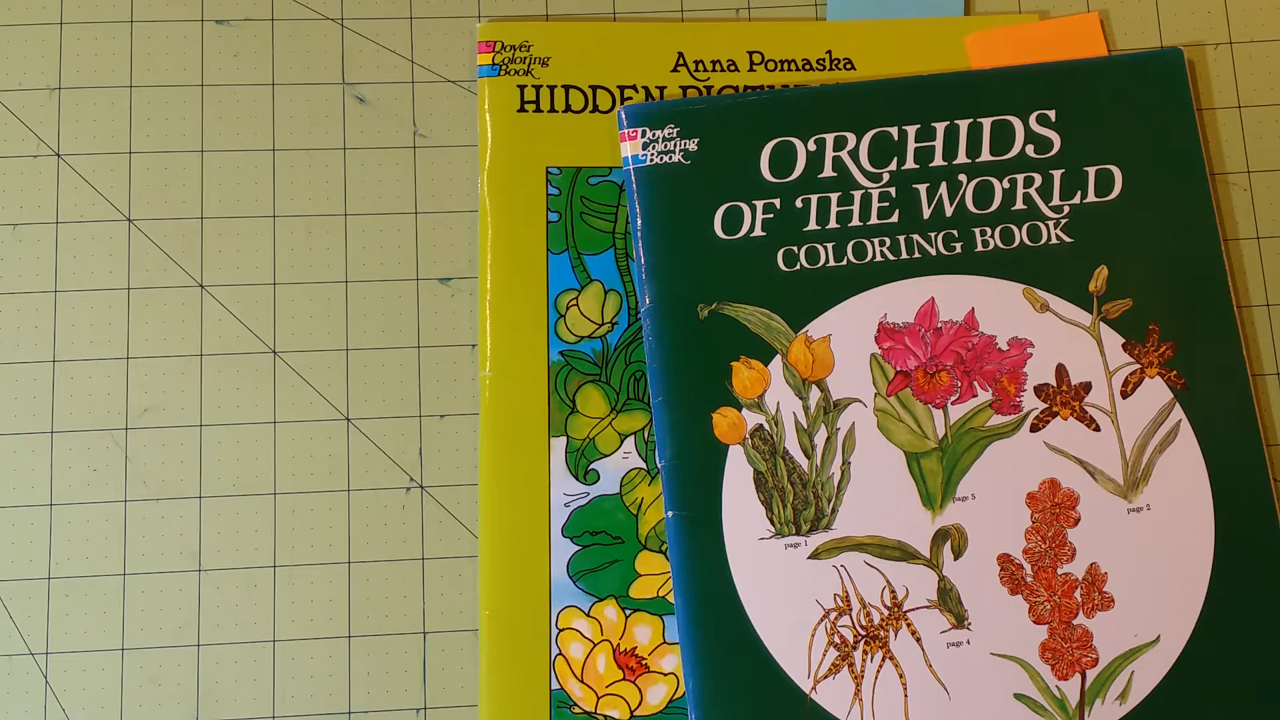 Dover
Coloring
Book
Anna Pomaska
HIDDEN
Dover
Coloring
Book
ORCHIDS
OF THE WORLD
COLORING BOOK
page 5
page 2
page 1
page 4